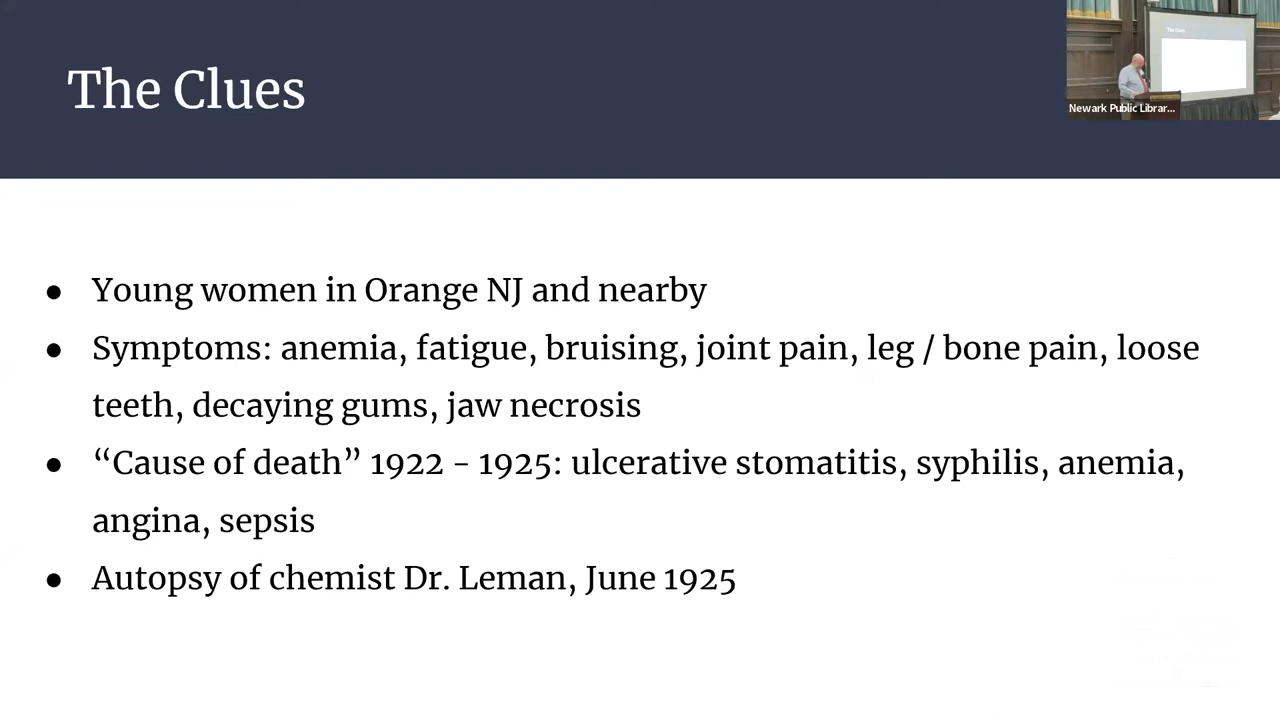 The Clues
The Clues
Newark Public Librar...
● Young women in Orange NJ and nearby
● Symptoms: anemia, fatigue, bruising, joint pain, leg / bone pain, loose
teeth, decaying gums, jaw necrosis
● “Cause of death” 1922 - 1925: ulcerative stomatitis, syphilis, anemia,
angina, sepsis
● Autopsy of chemist Dr. Leman, June 1925